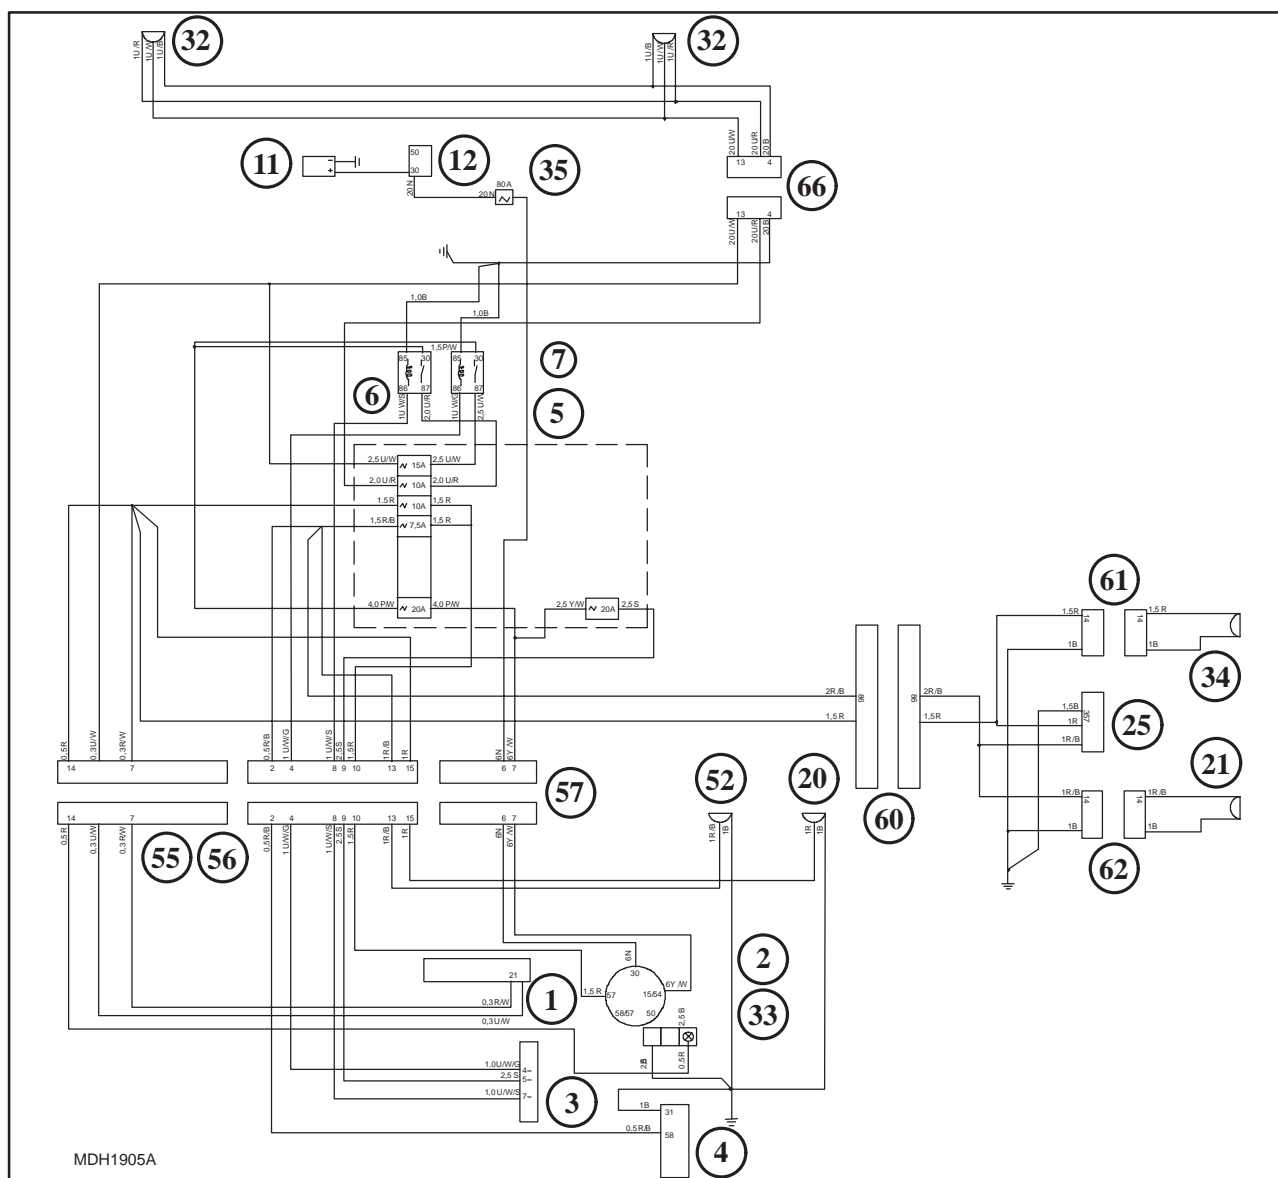 1U /R
1U /W
1U /B
32
1U /B
1U /W
1U /R
32
11
-
+
50
30
12
20 N
20 N
80 A
35
20 U/W
20 U/R
20 B
13 4
66
13 4
20 U/W
20 U/R
20 B
1,0B
1,0B
1,5 P/W
85 30
86 87
85 30
86 87
6
7
5
1U W/S
2,0 U/R
1U W/G
2,5 U/W
2,5 U/W 15A 2,5 U/W
2,0 U/R 10A 2,0 U/R
1.5 R 10A 1,5 R
1,5 R/B 7,5A 1,5 R
4,0 P/W 20A 4,0 P/W
2,5 Y/W 20A 2,5 S
61
1.5R 14
1B
14 1,5 R
1B
34
2R /B 86
1,5 R
86 2R/B
1,5R
1,5B 357
1R
1R/B
25
21
0,5 R
0,3 U/W
0,3 R/W
0,5 R/B
1 U/W/G
1 U/W/S
2,5 S
1,5R
1R /B
1R
6N
6Y /W
14 7
2 4 8 9 10 13 15
6 7
57
52
20
60
14 7
2 4 8 9 10 13 15
6 7
0,5 R
0,3 U/W
0,3 R/W
0,5 R/B
1 U/W/G
1 U/W/S
2,5 S
1,5R
1R /B
1R
6N
6Y /W
1R /B
1B
1R
1B
55
56
1R /B 14
1B
14 1R /B
1B
62
21
0,3 R/W
0,3 U/W
1
6N
30
1,5 R 57
15/54 6Y /W
58/57 50
2,5 B
0.5R
2
33
1.0U/W/G 4
2,5 S 5
1,0 U/W/S 7
3
1B 31
0.5 R/B 58
4
MDH1905A